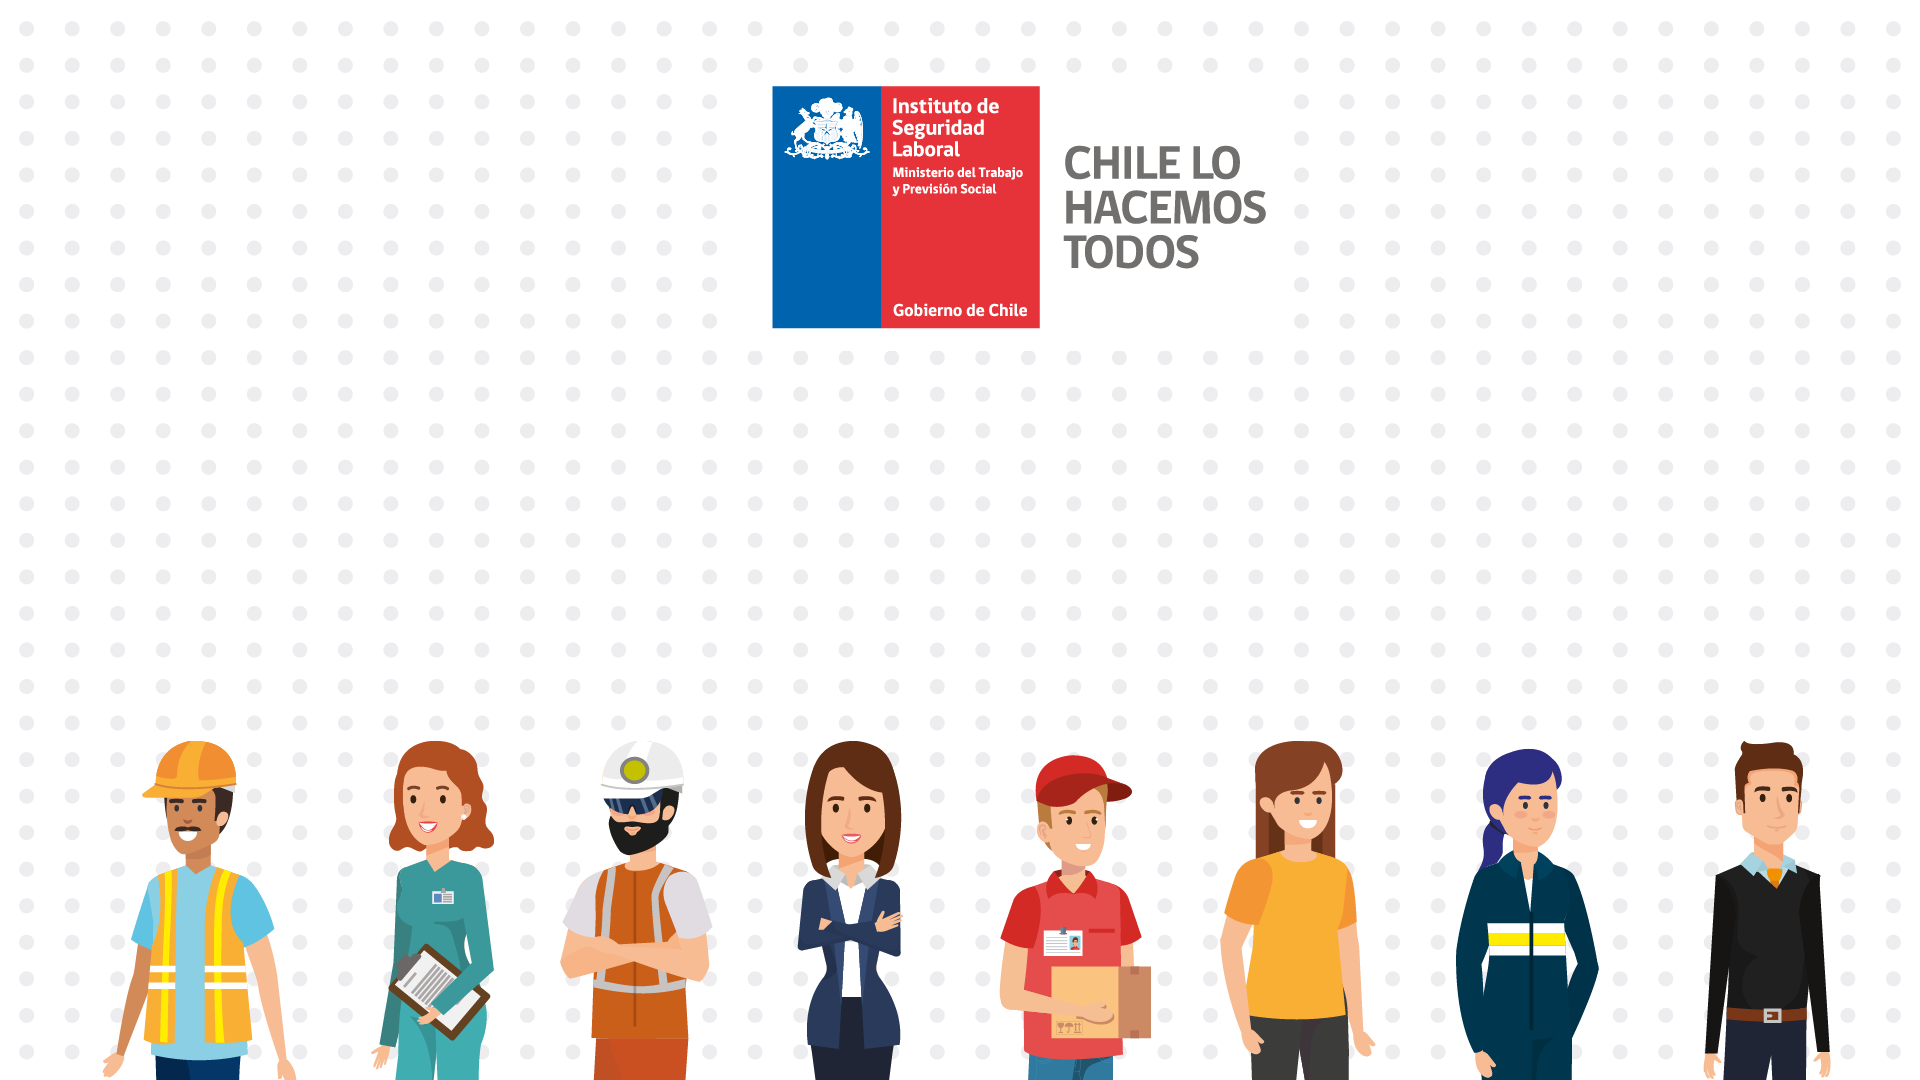 Instituto de
Seguridad
Laboral
Ministerio del Trabajo
y Previsión Social
Gobierno de Chile
CHILE LO
HACEMOS
TODOS